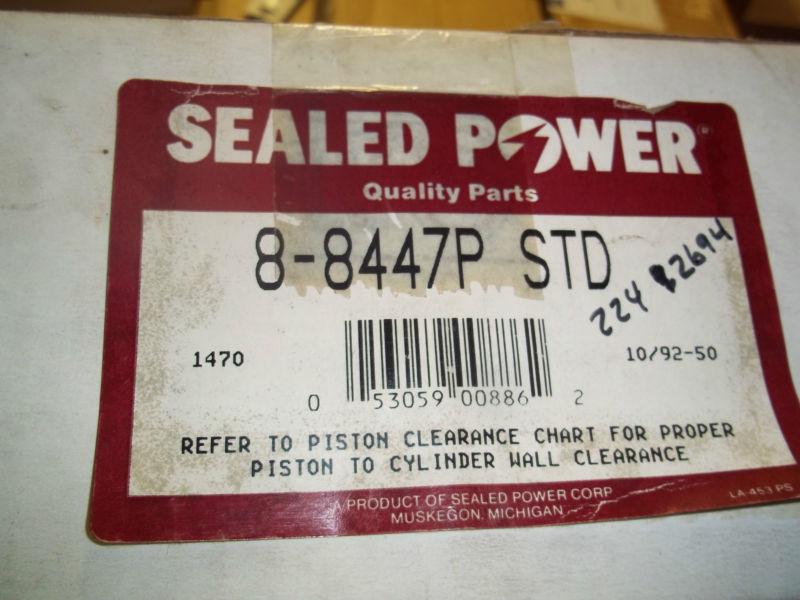 SEALED POWER®
Quality Parts
8-8447P STD
224 &2694
1470
10/92-50
0 53059 00886 2
REFER TO PISTON CLEARANCE CHART FOR PROPER
PISTON TO CYLINDER WALL CLEARANCE
A PRODUCT OF SEALED POWER CORP
MUSKEGON, MICHIGAN
LA-453 PS